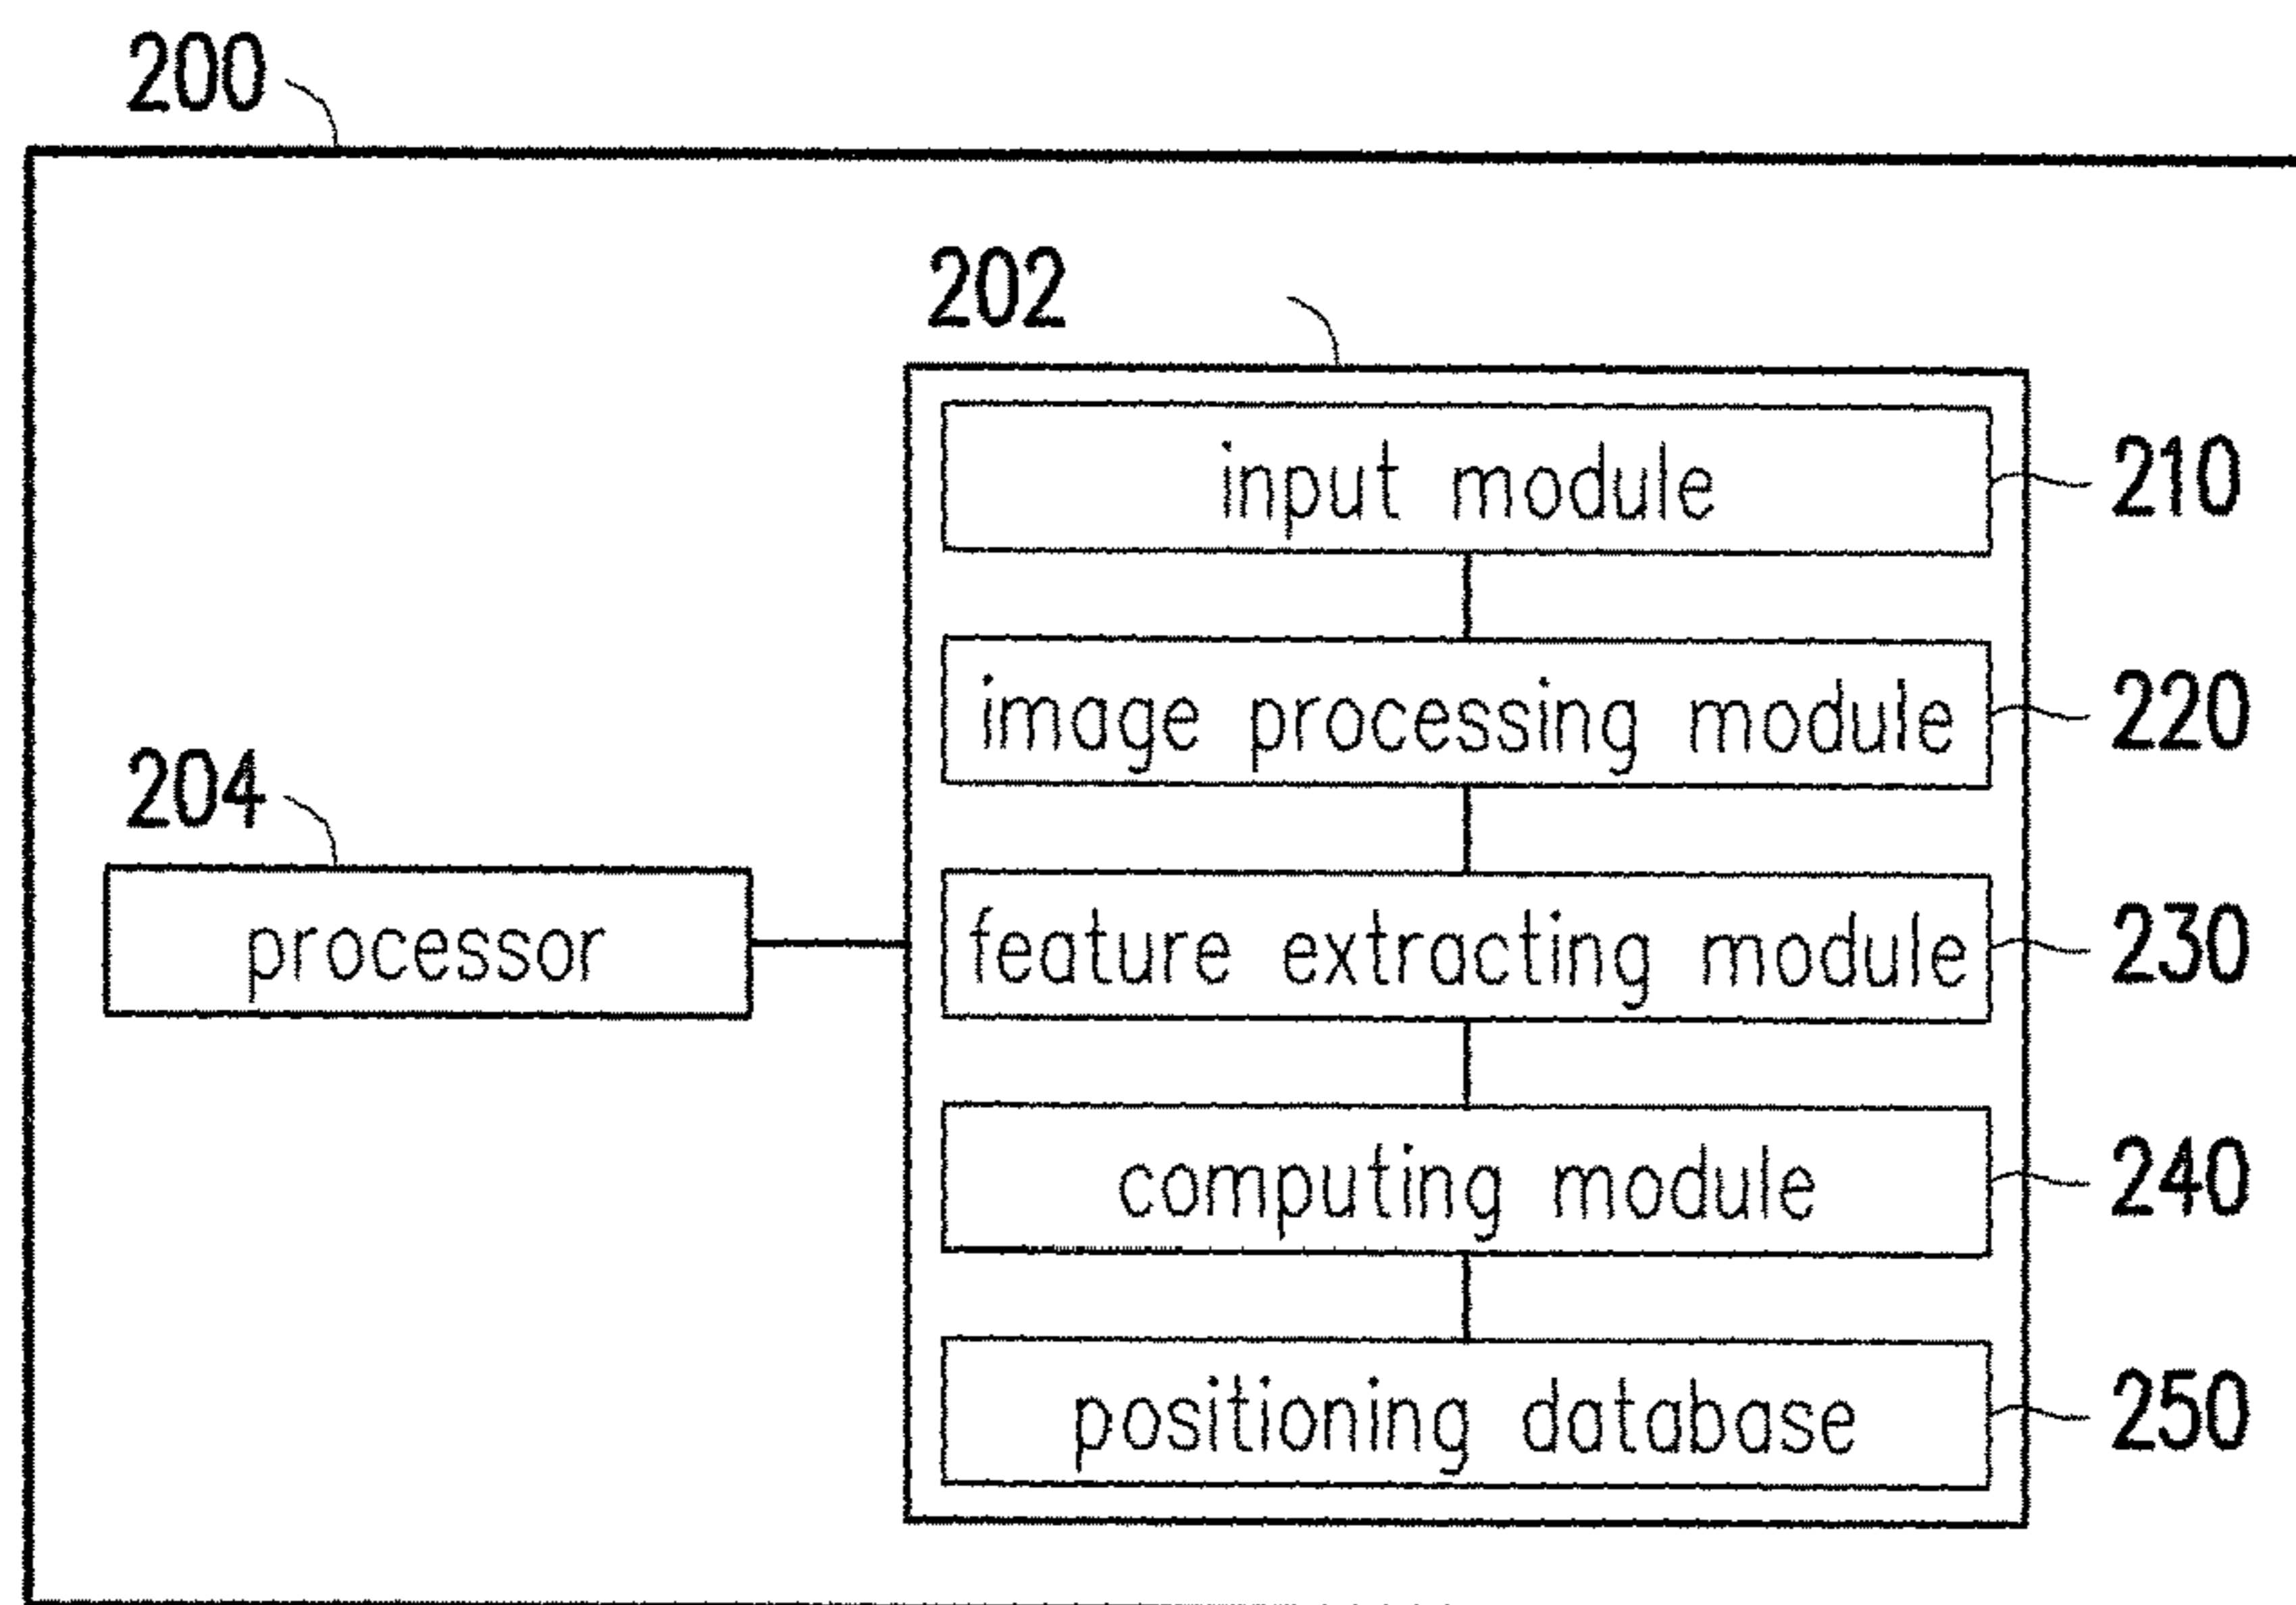 200
202
input module 210
image processing module 220
204
processor
feature extracting module 230
computing module 240
positioning database 250